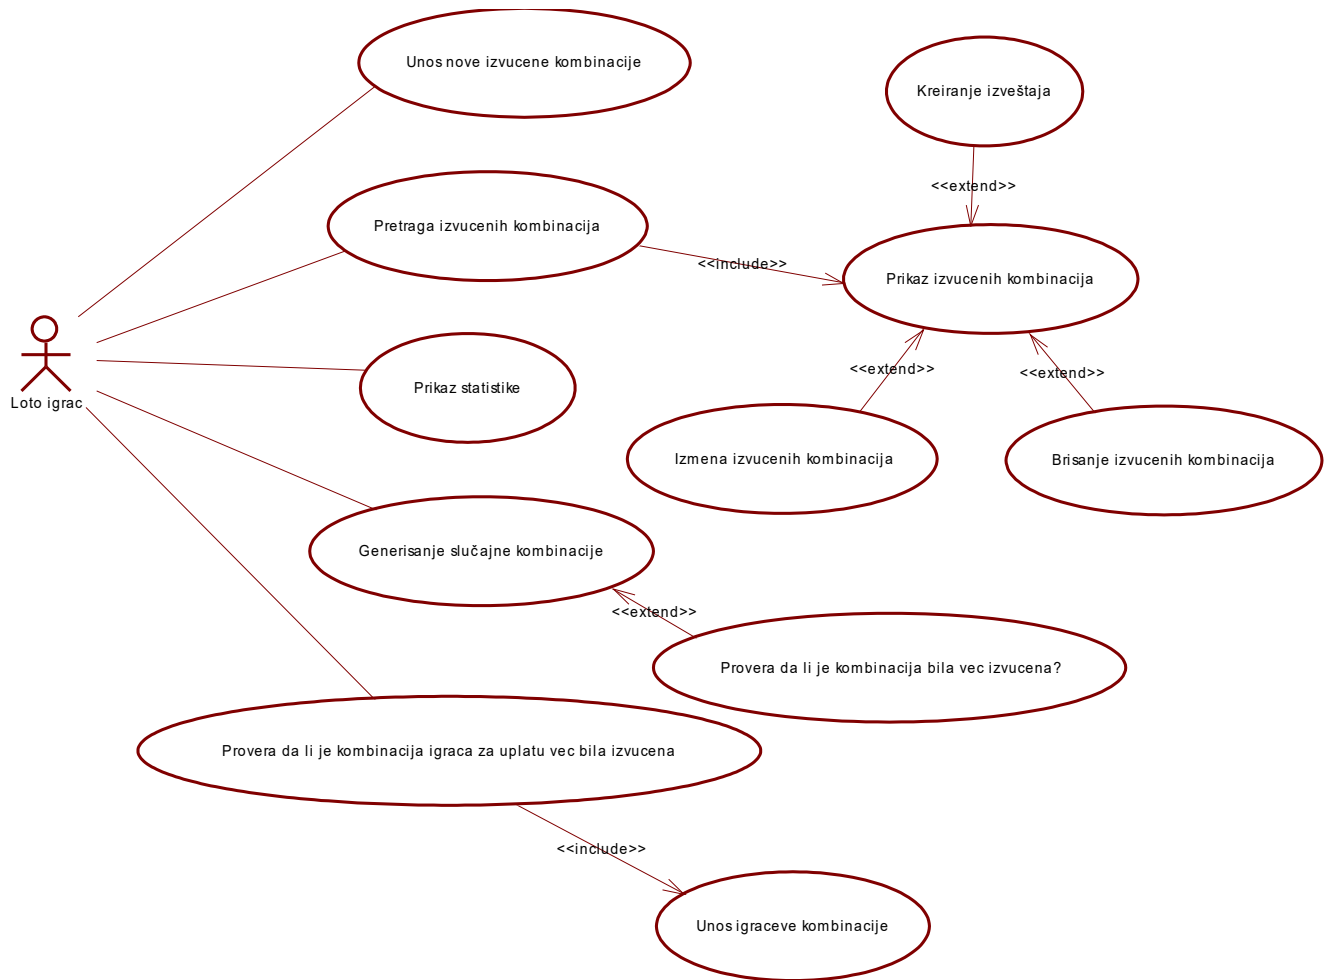 Unos nove izvucene kombinacije
Kreiranje izveštaja
<<extend>>
Pretraga izvucenih kombinacija
<<include>>
Prikaz izvucenih kombinacija
Loto igrac
Prikaz statistike
<<extend>>
<<extend>>
Izmena izvucenih kombinacija
Brisanje izvucenih kombinacija
Generisanje slučajne kombinacije
<<extend>>
Provera da li je kombinacija bila vec izvucena?
Provera da li je kombinacija igraca za uplatu vec bila izvucena
<<include>>
Unos igraceve kombinacije